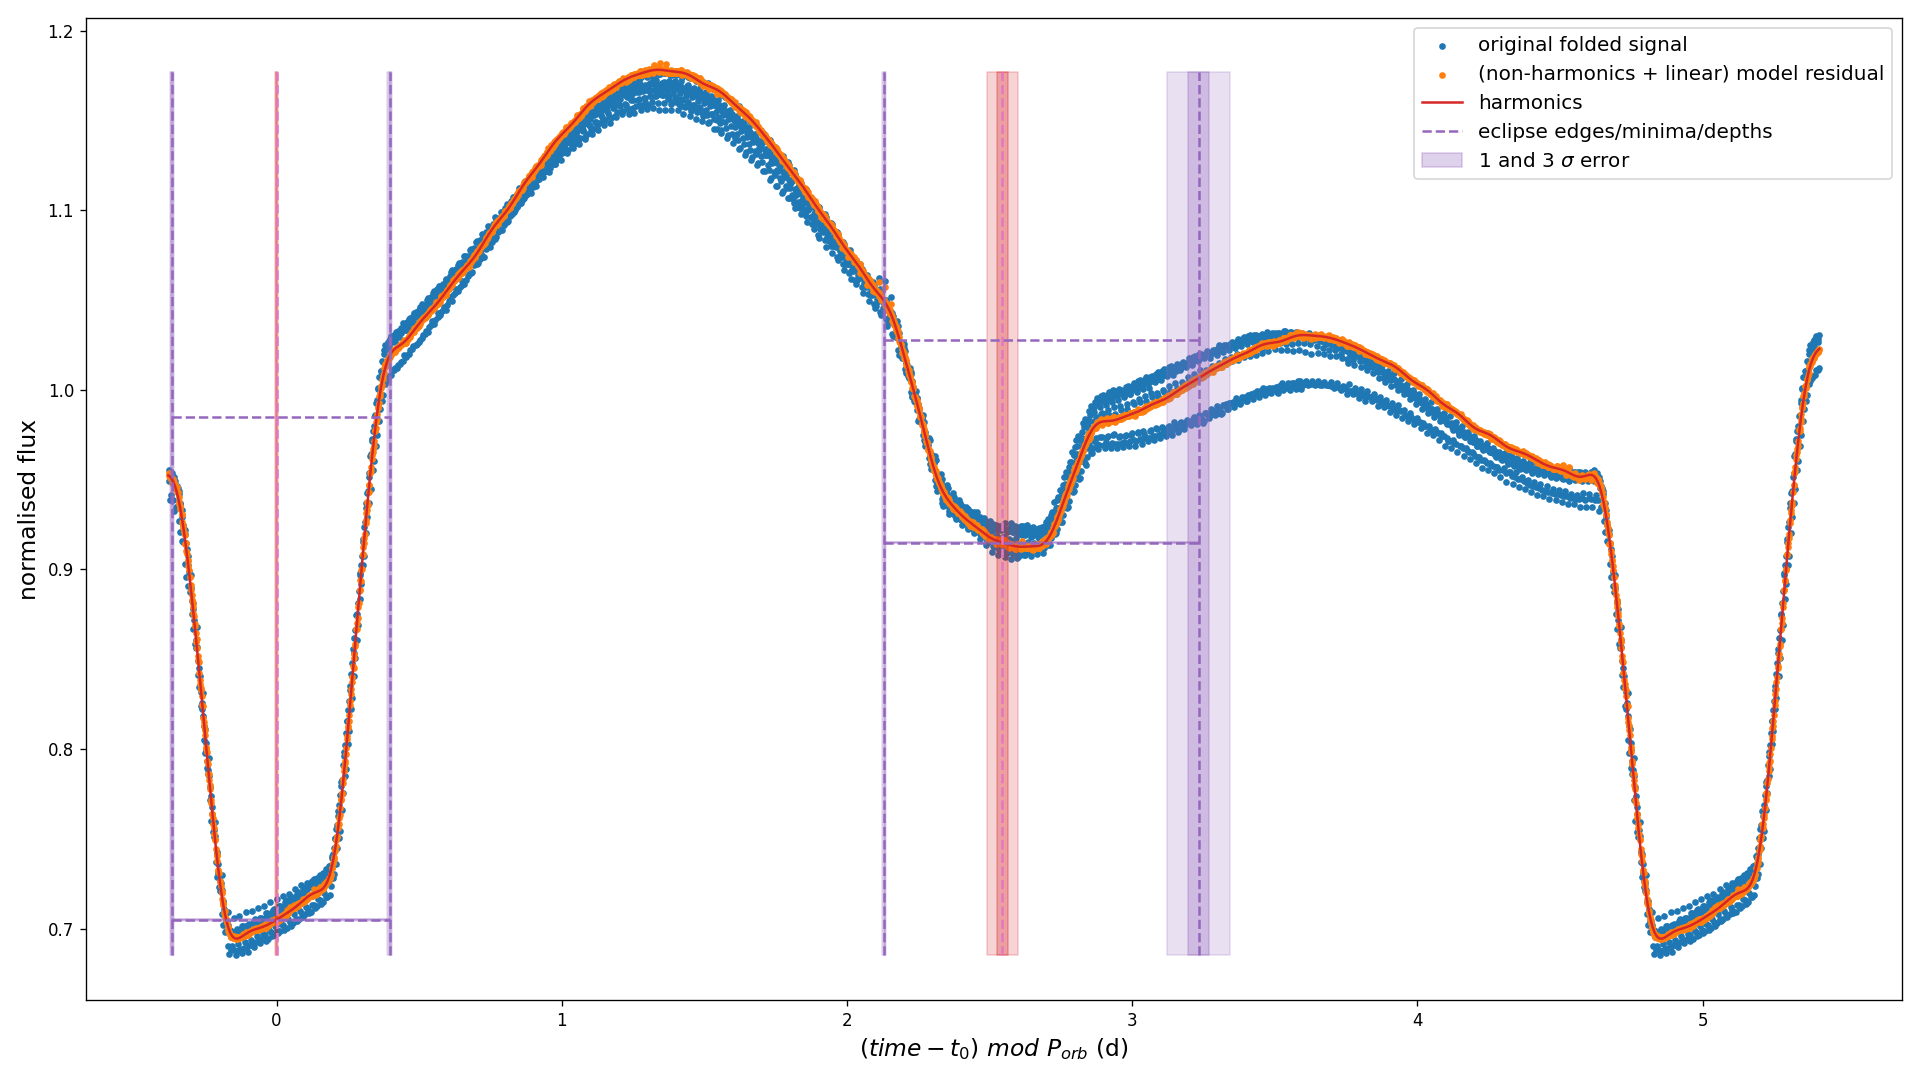 original folded signal
(non-harmonics + linear) model residual
harmonics
eclipse edges/minima/depths
1 and 3 σ error
normalised flux
1.2
1.1
1.0
0.9
0.8
0.7
0 1 2 3 4 5
(time − t₀) mod Pₒᵣb (d)